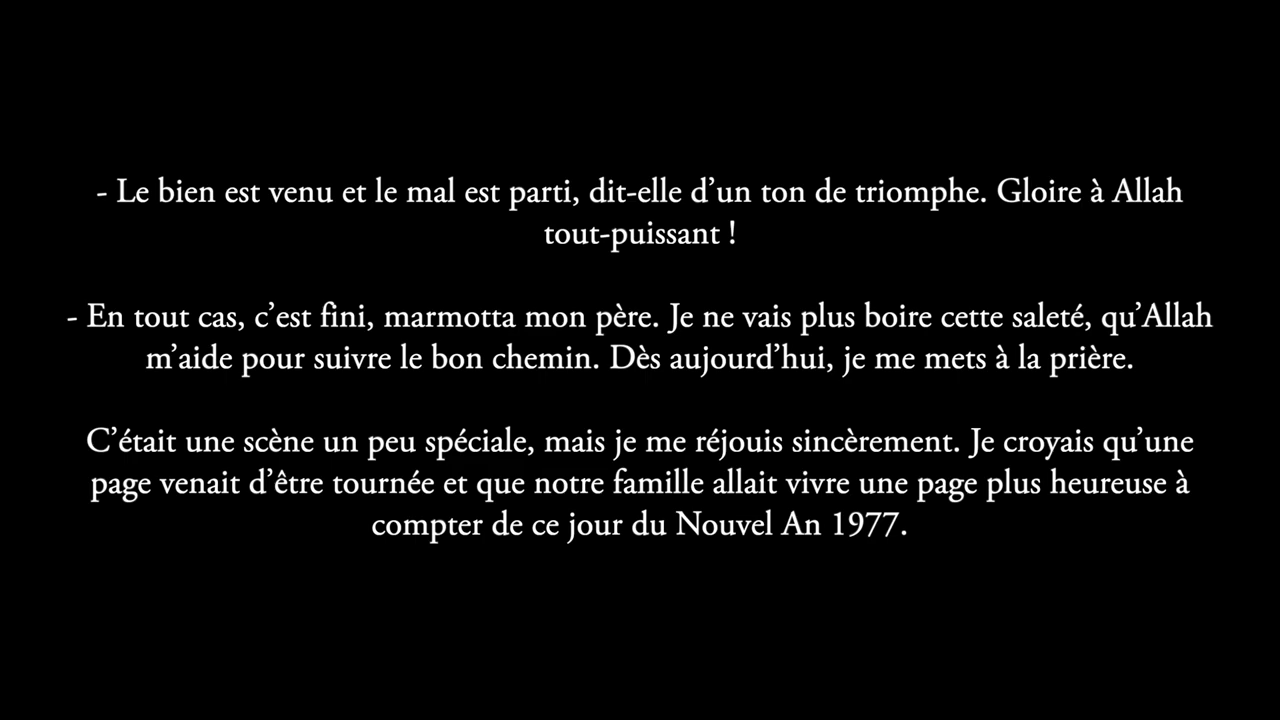 - Le bien est venu et le mal est parti, dit-elle d’un ton de triomphe. Gloire à Allah
tout-puissant !
- En tout cas, c’est fini, marmotta mon père. Je ne vais plus boire cette saleté, qu’Allah
m’aide pour suivre le bon chemin. Dès aujourd’hui, je me mets à la prière.
C’était une scène un peu spéciale, mais je me réjouis sincèrement. Je croyais qu’une
page venait d’être tournée et que notre famille allait vivre une page plus heureuse à
compter de ce jour du Nouvel An 1977.